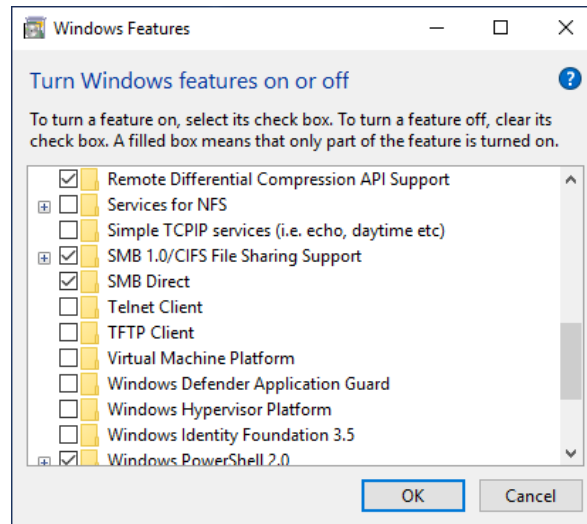 Windows Features
Turn Windows features on or off
?
To turn a feature on, select its check box. To turn a feature off, clear its
check box. A filled box means that only part of the feature is turned on.
Remote Differential Compression API Support
Services for NFS
Simple TCPIP services (i.e. echo, daytime etc)
SMB 1.0/CIFS File Sharing Support
SMB Direct
Telnet Client
TFTP Client
Virtual Machine Platform
Windows Defender Application Guard
Windows Hypervisor Platform
Windows Identity Foundation 3.5
Windows PowerShell 2.0
OK Cancel